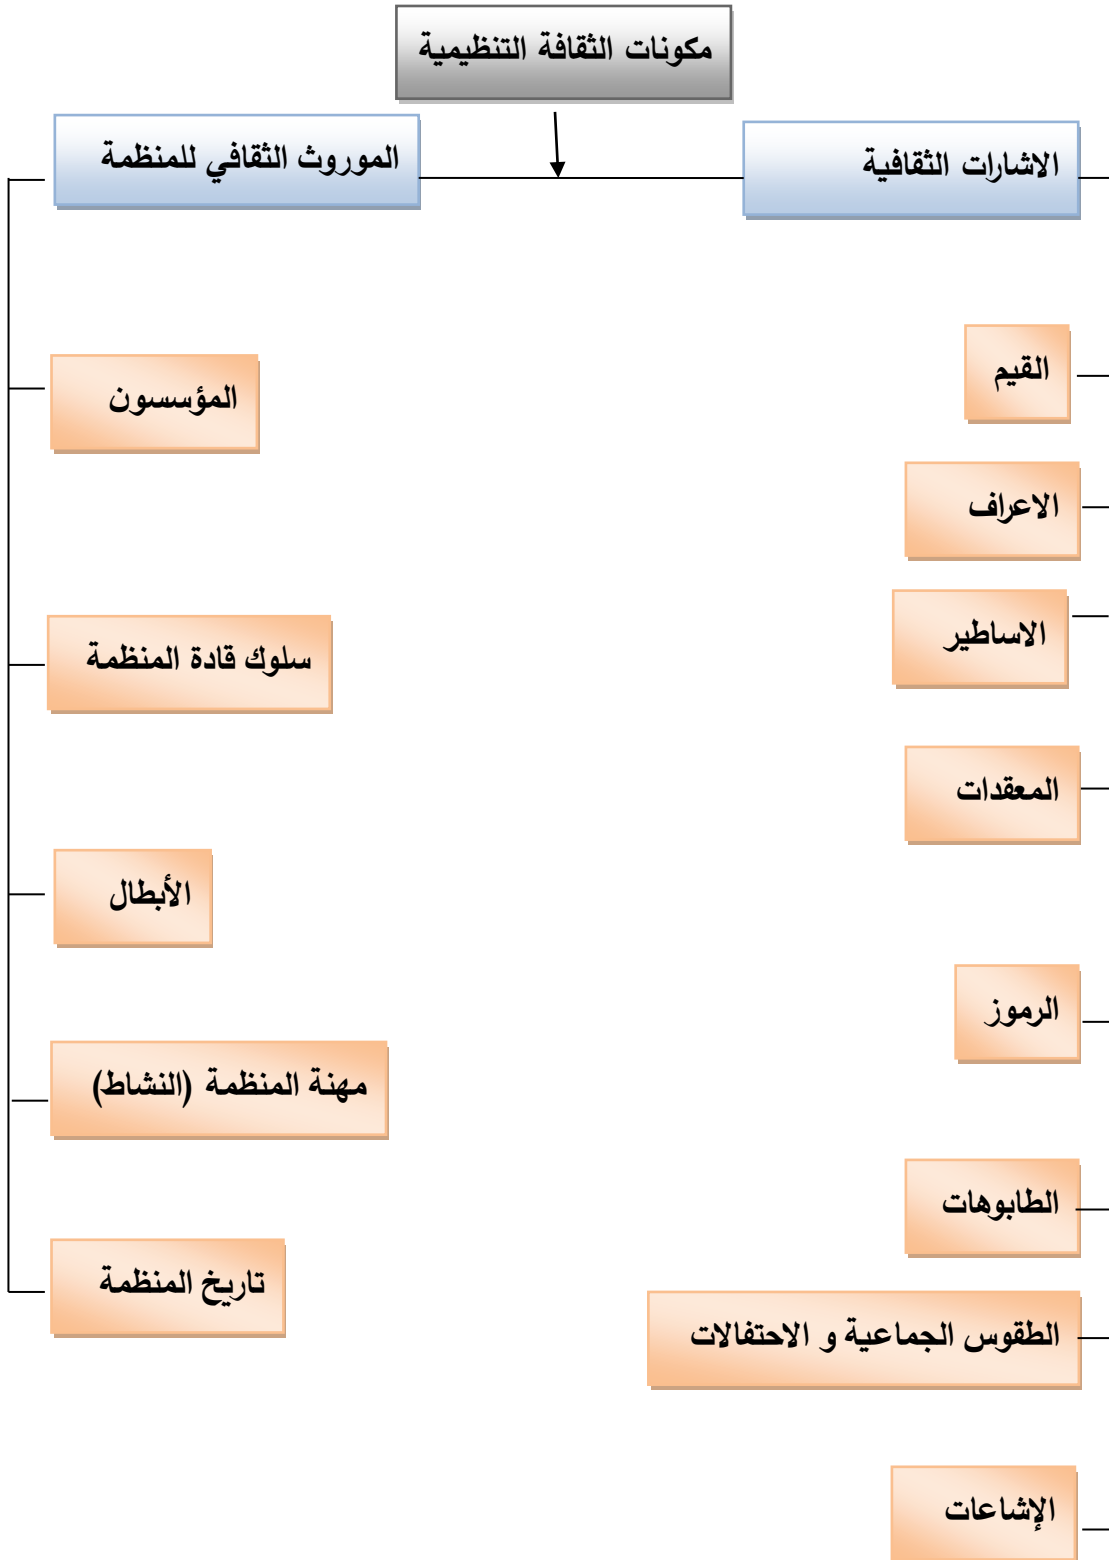 مكونات الثقافة التنظيمية
الاشارات الثقافية
الموروث الثقافي للمنظمة
القيم
الاعراف
الاساطير
المعقدات
الرموز
الطابوهات
الطقوس الجماعية و الاحتفالات
الإشاعات
المؤسسون
سلوك قادة المنظمة
الأبطال
مهنة المنظمة (النشاط)
تاريخ المنظمة